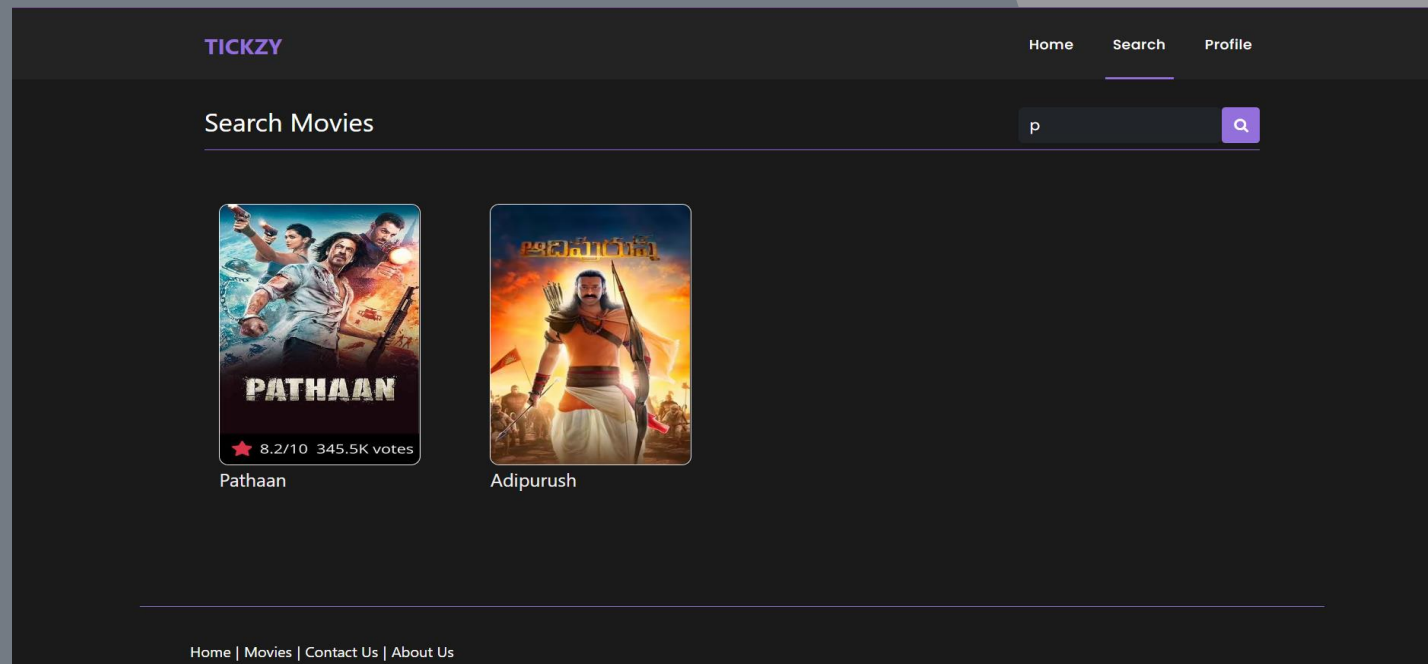 TICKZY
Home Search Profile
Search Movies
p
PATHAAN
8.2/10 345.5K votes
ఆదిపురుష్
Pathaan
Adipurush
Home | Movies | Contact Us | About Us